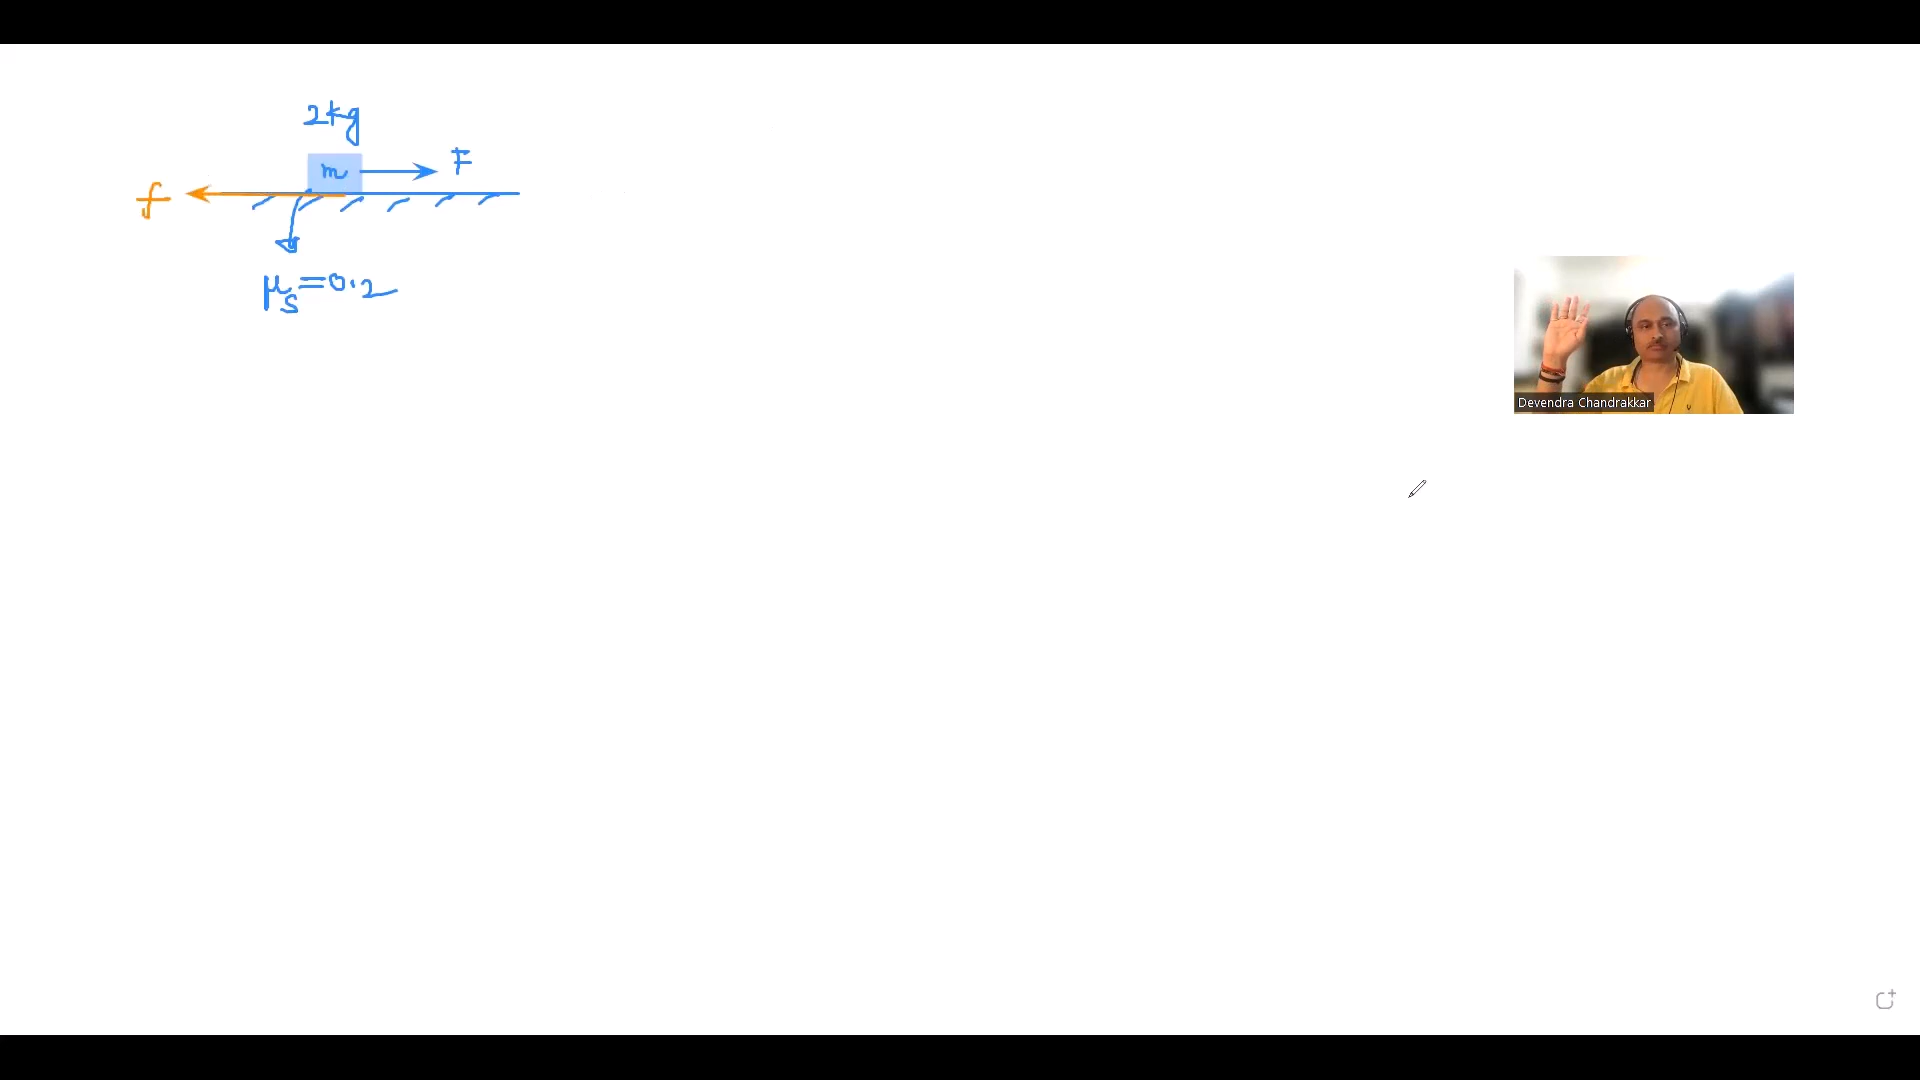 2kg
m
F
f
μs=0.2
Devendra Chandrakkar